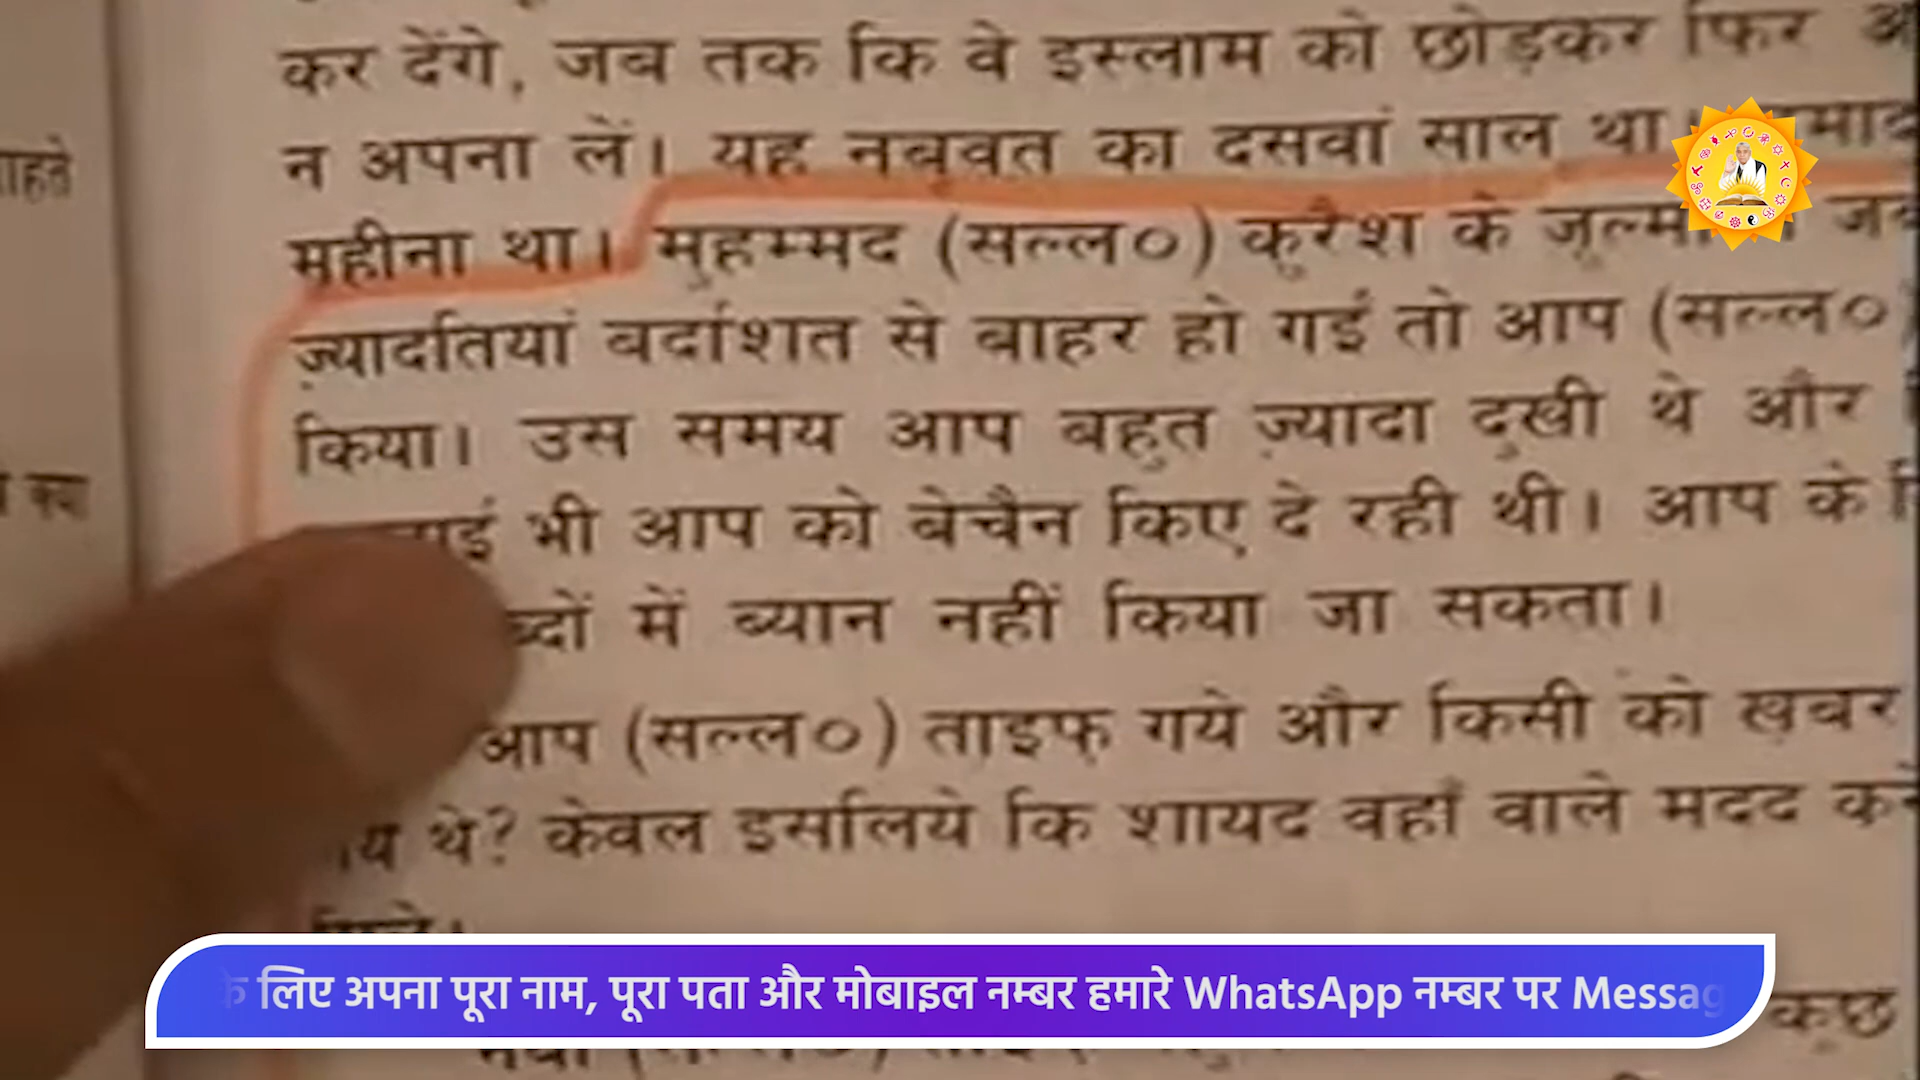 कर देंगे, जब तक कि वे इस्लाम को छोड़कर फिर
न अपना लें। यह नबूवत का दसवां साल था।
महीना था। मुहम्मद (सल्ल०) क़ुरैश के
ज़्यादतियां बर्दाशत से बाहर हो गईं तो आप (सल्ल०
किया। उस समय आप बहुत ज़्यादा दुखी थे और
भी आप को बेचैन किए दे रही थी। आप के
में ब्यान नहीं किया जा सकता।
आप (सल्ल०) ताइफ़ गये और किसी को ख़बर
थे? केवल इसलिये कि शायद वहाँ वाले मदद
के लिए अपना पूरा नाम, पूरा पता और मोबाइल नम्बर हमारे WhatsApp नम्बर पर Messag
कुछ